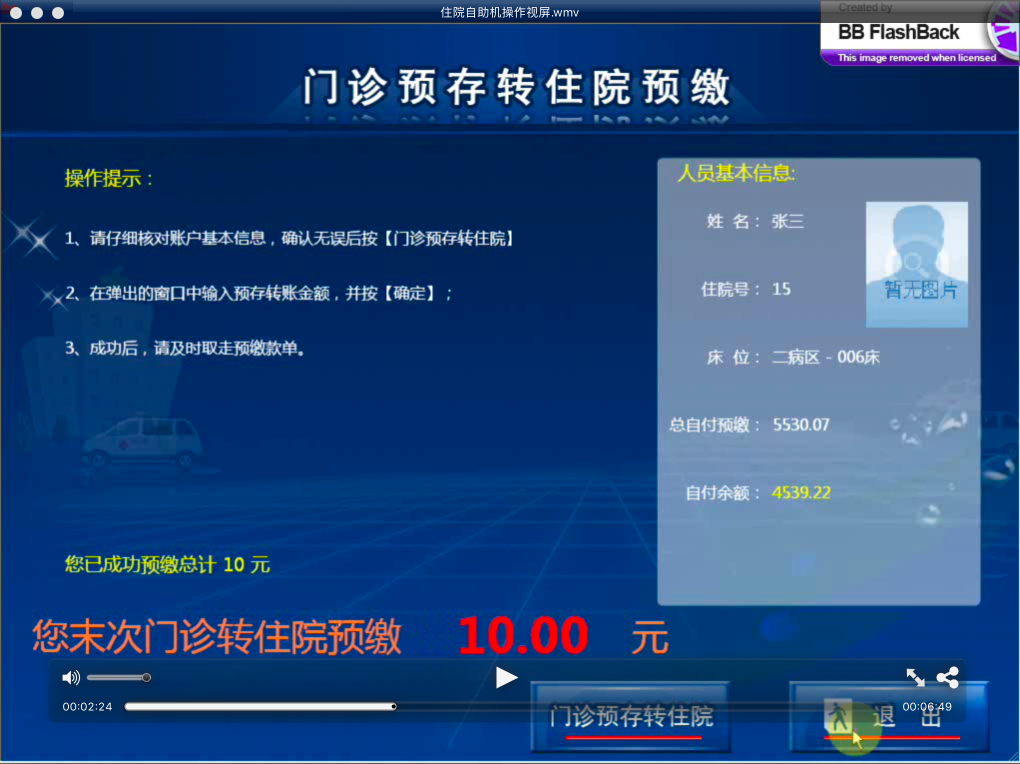 住院自助机操作视屏.wmv
Created by
BB FlashBack
This image removed when licensed
门诊预存转住院预缴
操作提示：
人员基本信息:
1、请仔细核对账户基本信息，确认无误后按【门诊预存转住院】
2、在弹出的窗口中输入预存转账金额，并按【确定】；
3、成功后，请及时取走预缴款单。
姓 名： 张三
暂无图片
住院号： 15
床 位： 二病区 - 006床
总自付预缴： 5530.07
自付余额： 4539.22
您已成功预缴总计 10 元
您末次门诊转住院预缴 10.00 元
00:02:24
00:06:49
门诊预存转住院
退 出